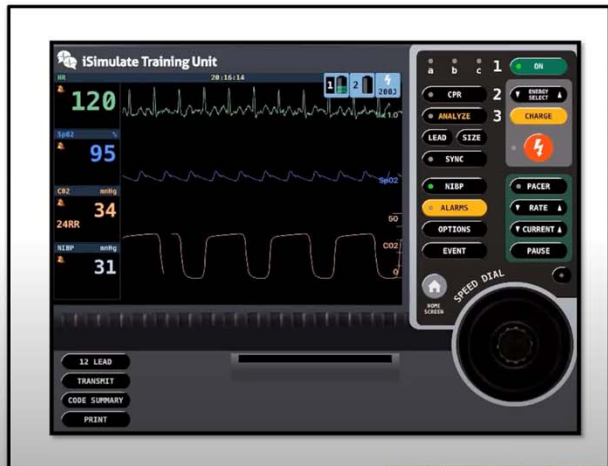 iSimulate Training Unit
HR
20:16:14
120
1
2
200J
x1.0
SpO2 %
95
SpO2
CO2 mmHg
34
24RR
50
CO2
0
NIBP mmHg
31
a b c
1 ON
CPR
2 ENERGY SELECT
ANALYZE
3 CHARGE
LEAD SIZE
SYNC
NIBP
PACER
ALARMS
RATE
OPTIONS
CURRENT
EVENT
PAUSE
HOME SCREEN
SPEED DIAL
12 LEAD
TRANSMIT
CODE SUMMARY
PRINT